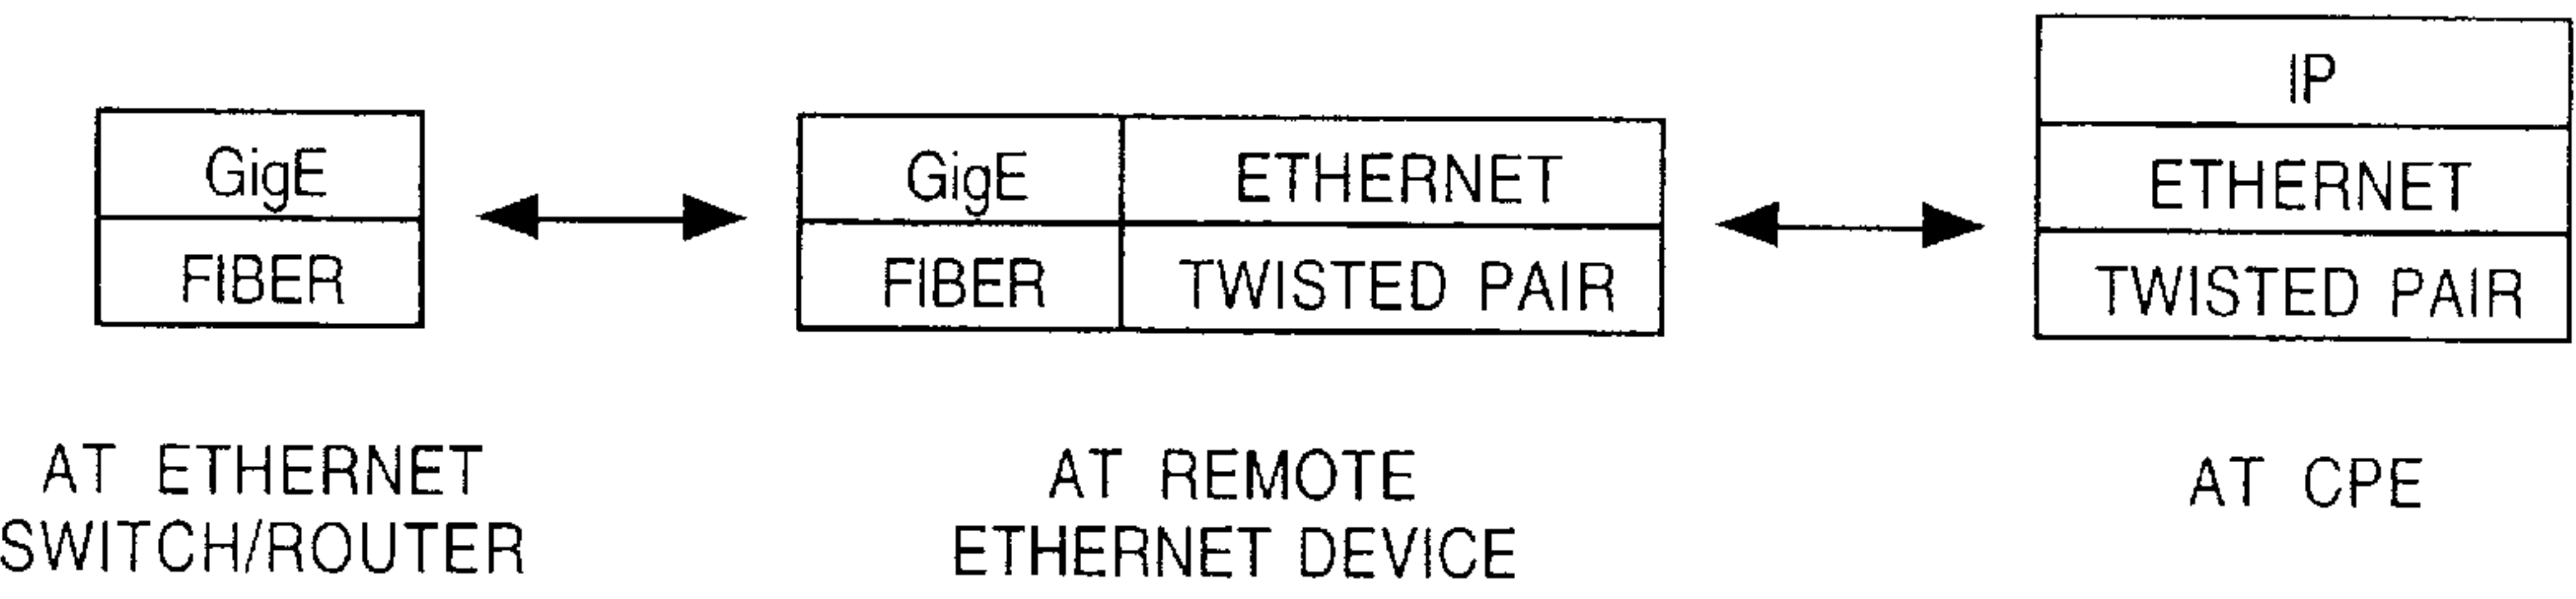 GigE
FIBER
AT ETHERNET
SWITCH/ROUTER
GigE ETHERNET
FIBER TWISTED PAIR
AT REMOTE
ETHERNET DEVICE
IP
ETHERNET
TWISTED PAIR
AT CPE